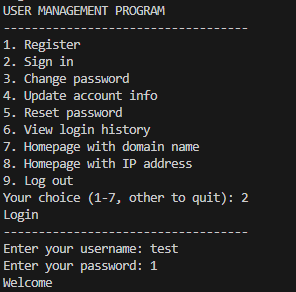 USER MANAGEMENT PROGRAM
-----------------------------------
1. Register
2. Sign in
3. Change password
4. Update account info
5. Reset password
6. View login history
7. Homepage with domain name
8. Homepage with IP address
9. Log out
Your choice (1-7, other to quit): 2
Login
-----------------------------------
Enter your username: test
Enter your password: 1
Welcome